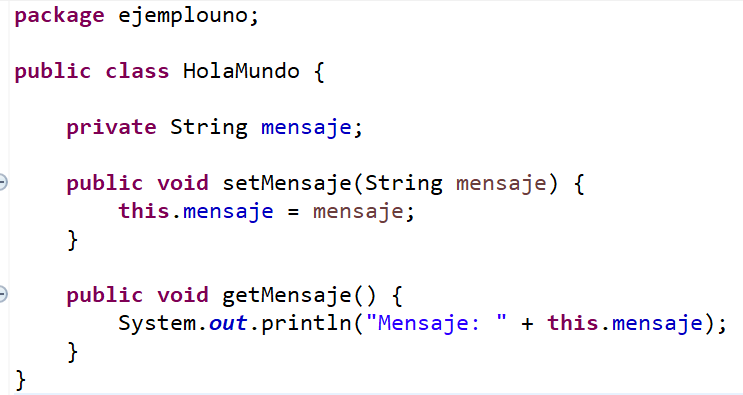 package ejemplouno;
public class HolaMundo {
private String mensaje;
public void setMensaje(String mensaje) {
this.mensaje = mensaje;
}
public void getMensaje() {
System.out.println("Mensaje: " + this.mensaje);
}
}